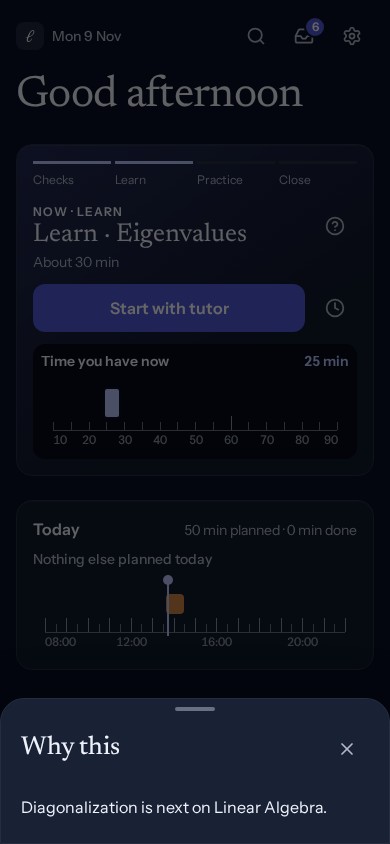 ℓ Mon 9 Nov 6
Good afternoon
Checks Learn Practice Close
NOW · LEARN
Learn · Eigenvalues
About 30 min
Start with tutor
Time you have now 25 min
10 20 30 40 50 60 70 80 90
Today 50 min planned · 0 min done
Nothing else planned today
08:00 12:00 16:00 20:00
Why this
Diagonalization is next on Linear Algebra.